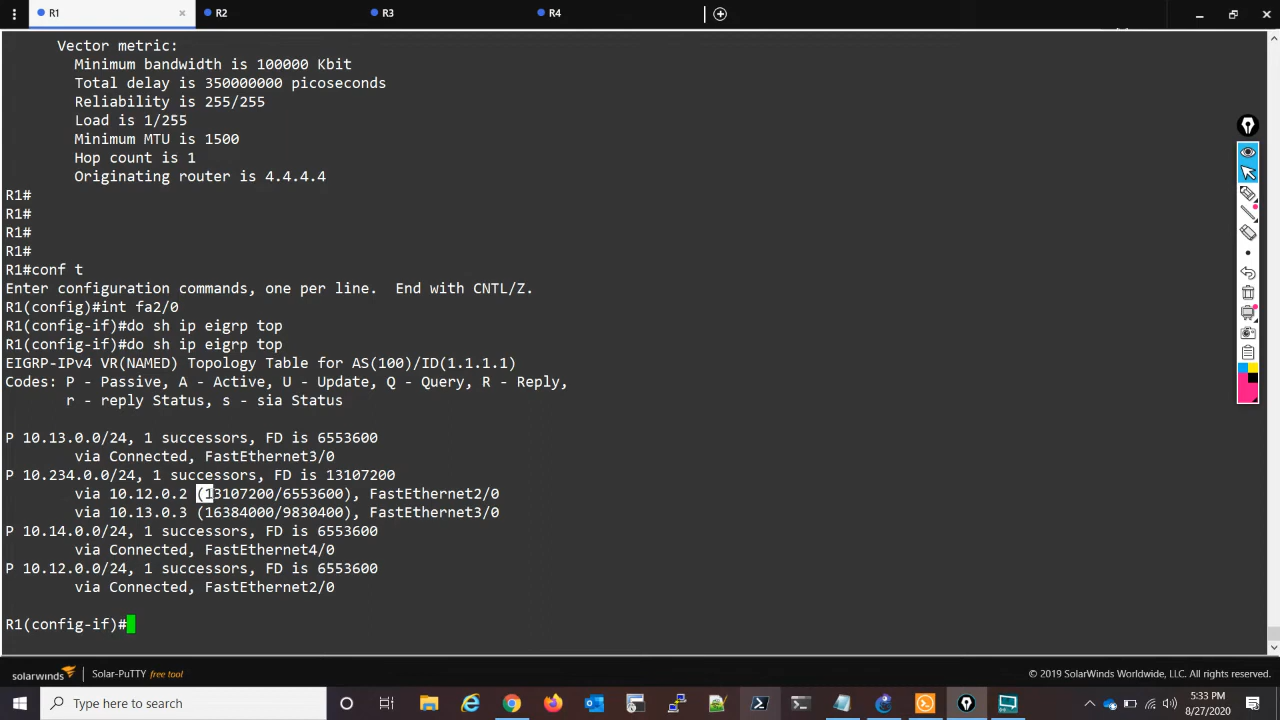 R1
R2
R3
R4
Vector metric:
Minimum bandwidth is 100000 Kbit
Total delay is 350000000 picoseconds
Reliability is 255/255
Load is 1/255
Minimum MTU is 1500
Hop count is 1
Originating router is 4.4.4.4
R1#
R1#
R1#
R1#
R1#conf t
Enter configuration commands, one per line.  End with CNTL/Z.
R1(config)#int fa2/0
R1(config-if)#do sh ip eigrp top
R1(config-if)#do sh ip eigrp top
EIGRP-IPv4 VR(NAMED) Topology Table for AS(100)/ID(1.1.1.1)
Codes: P - Passive, A - Active, U - Update, Q - Query, R - Reply,
r - reply Status, s - sia Status
P 10.13.0.0/24, 1 successors, FD is 6553600
via Connected, FastEthernet3/0
P 10.234.0.0/24, 1 successors, FD is 13107200
via 10.12.0.2 (13107200/6553600), FastEthernet2/0
via 10.13.0.3 (16384000/9830400), FastEthernet3/0
P 10.14.0.0/24, 1 successors, FD is 6553600
via Connected, FastEthernet4/0
P 10.12.0.0/24, 1 successors, FD is 6553600
via Connected, FastEthernet2/0
R1(config-if)#
solarwinds Solar-PuTTY free tool
© 2019 SolarWinds Worldwide, LLC. All rights reserved.
Type here to search
5:33 PM
8/27/2020